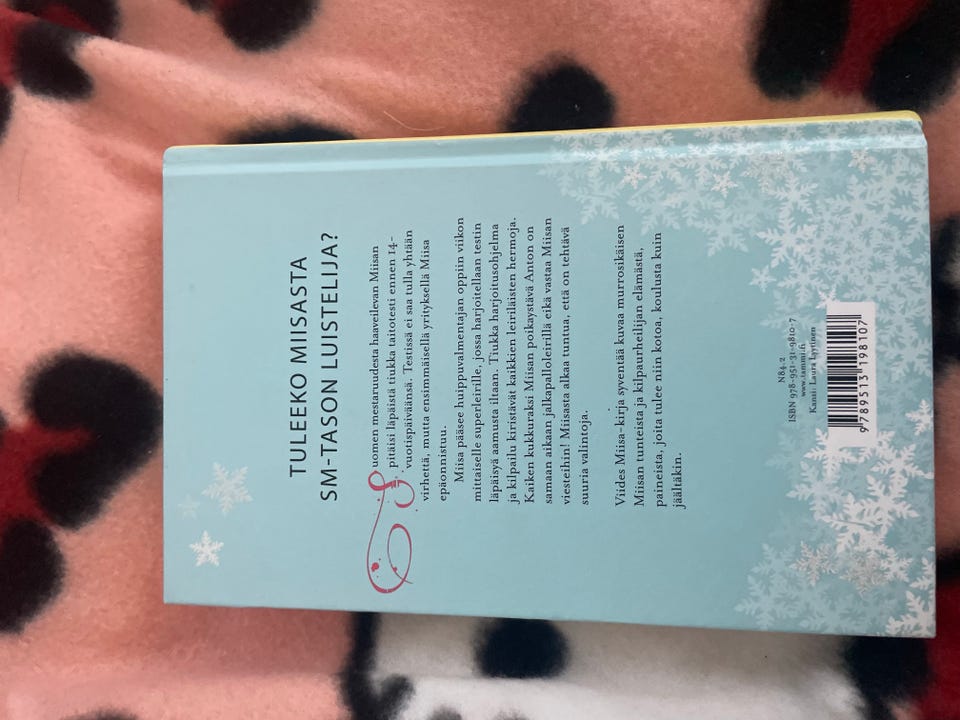 TULEEKO MIISASTA
SM-TASON LUISTELIJA?
Suomen mestaruudesta haaveilevan Miisan
pitäisi läpäistä tiukka taitotesti ennen 14-
vuotispäiväänsä. Testissä ei saa tulla yhtään
virhettä, mutta ensimmäisellä yrityksellä Miisa
epäonnistuu.
Miisa pääsee huippuvalmentajan oppiin viikon
mittaiselle superleirille, jossa harjoitellaan testin
läpäisyä aamusta iltaan. Tiukka harjoitusohjelma
ja kilpailu kiristävät kaikkien leiriläisten hermoja.
Kaiken kukkuraksi Miisan poikaystävä Anton on
samaan aikaan jalkapalloleirillä eikä vastaa Miisan
viesteihin! Miisasta alkaa tuntua, että on tehtävä
suuria valintoja.
Viides Miisa-kirja syventää kuvaa murrosikäisen
Miisan tunteista ja kilpaurheilijan elämästä,
paineista, joita tulee niin kotoa, koulusta kuin
jäältäkin.
N84.2
ISBN 978-951-31-9810-7
www.tammi.fi
Kansi: Laura Lyytinen
9 789513 198107